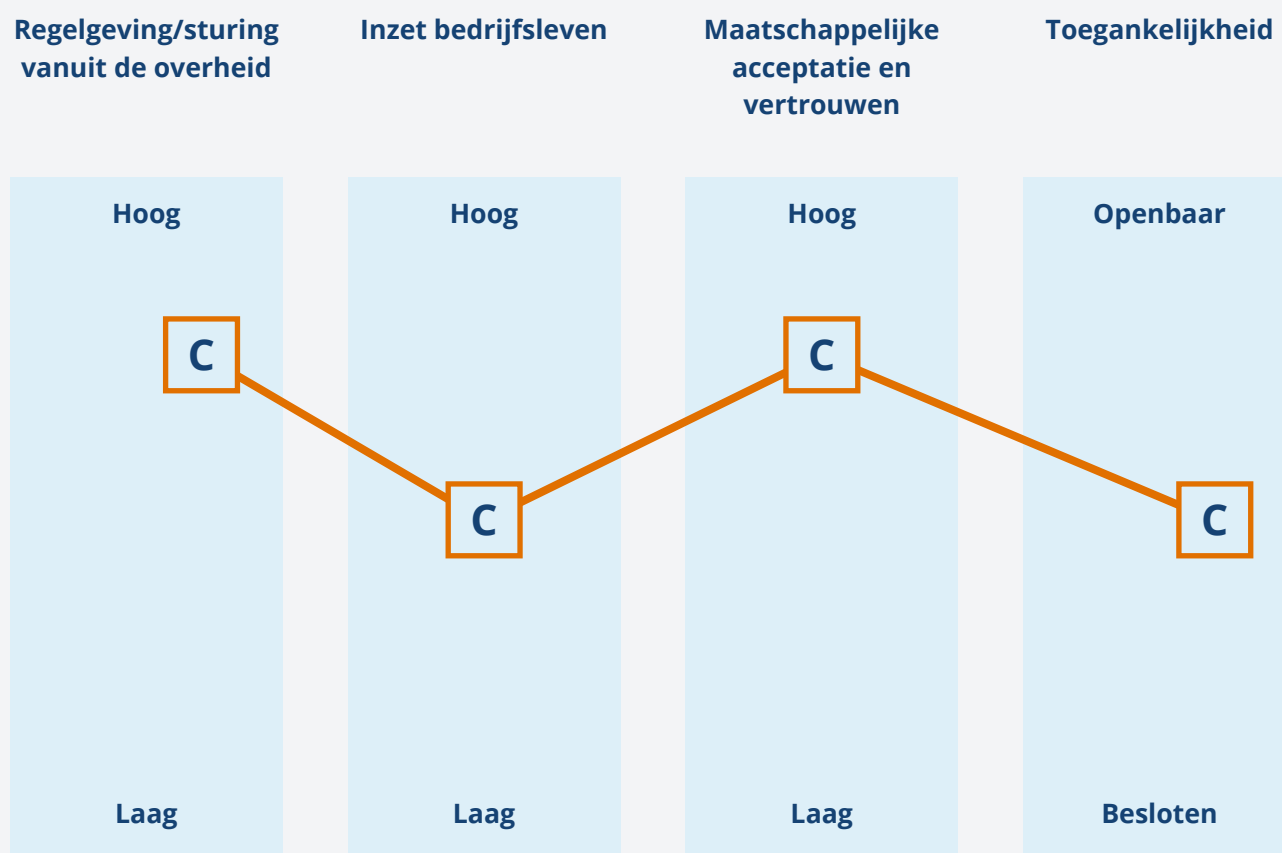 Regelgeving/sturing
vanuit de overheid
Inzet bedrijfsleven
Maatschappelijke
acceptatie en
vertrouwen
Toegankelijkheid
Hoog
Hoog
Hoog
Openbaar
C
C
C
C
Laag
Laag
Laag
Besloten